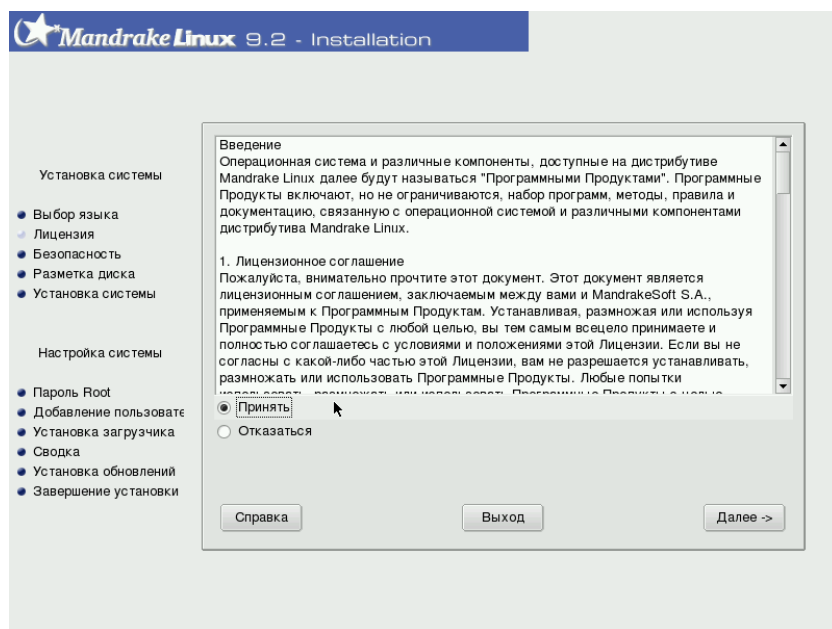 Mandrake Linux 9.2 - Installation
Установка системы
Выбор языка
Лицензия
Безопасность
Разметка диска
Установка системы
Настройка системы
Пароль Root
Добавление пользовате
Установка загрузчика
Сводка
Установка обновлений
Завершение установки
Введение
Операционная система и различные компоненты, доступные на дистрибутиве
Mandrake Linux далее будут называться "Программными Продуктами". Программные
Продукты включают, но не ограничиваются, набор программ, методы, правила и
документацию, связанную с операционной системой и различными компонентами
дистрибутива Mandrake Linux.
1. Лицензионное соглашение
Пожалуйста, внимательно прочтите этот документ. Этот документ является
лицензионным соглашением, заключаемым между вами и MandrakeSoft S.A.,
применяемым к Программным Продуктам. Устанавливая, размножая или используя
Программные Продукты с любой целью, вы тем самым всецело принимаете и
полностью соглашаетесь с условиями и положениями этой Лицензии. Если вы не
согласны с какой-либо частью этой Лицензии, вам не разрешается устанавливать,
размножать или использовать Программные Продукты. Любые попытки
Принять
Отказаться
Справка
Выход
Далее ->